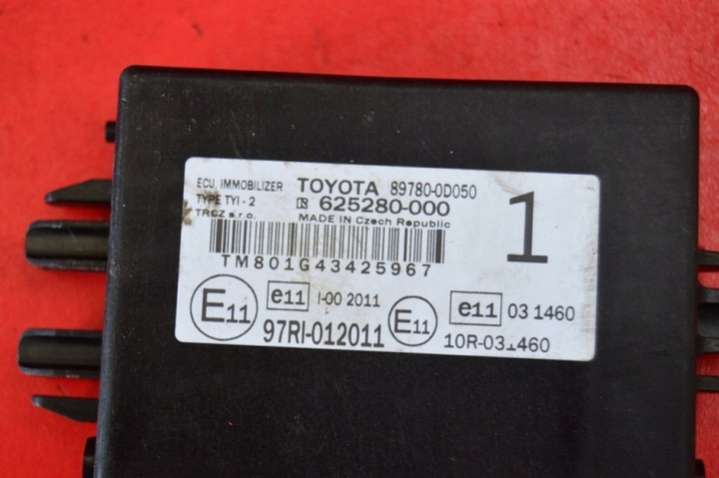 ECU, IMMOBILIZER TOYOTA 89780-0D050
TYPE TYI - 2 625280-000
TRCZ s.r.o. MADE IN Czech Republic
1
TM801G43425967
E11 e11 I-00 2011 E11 e11 03 1460
97RI-012011 10R-031460